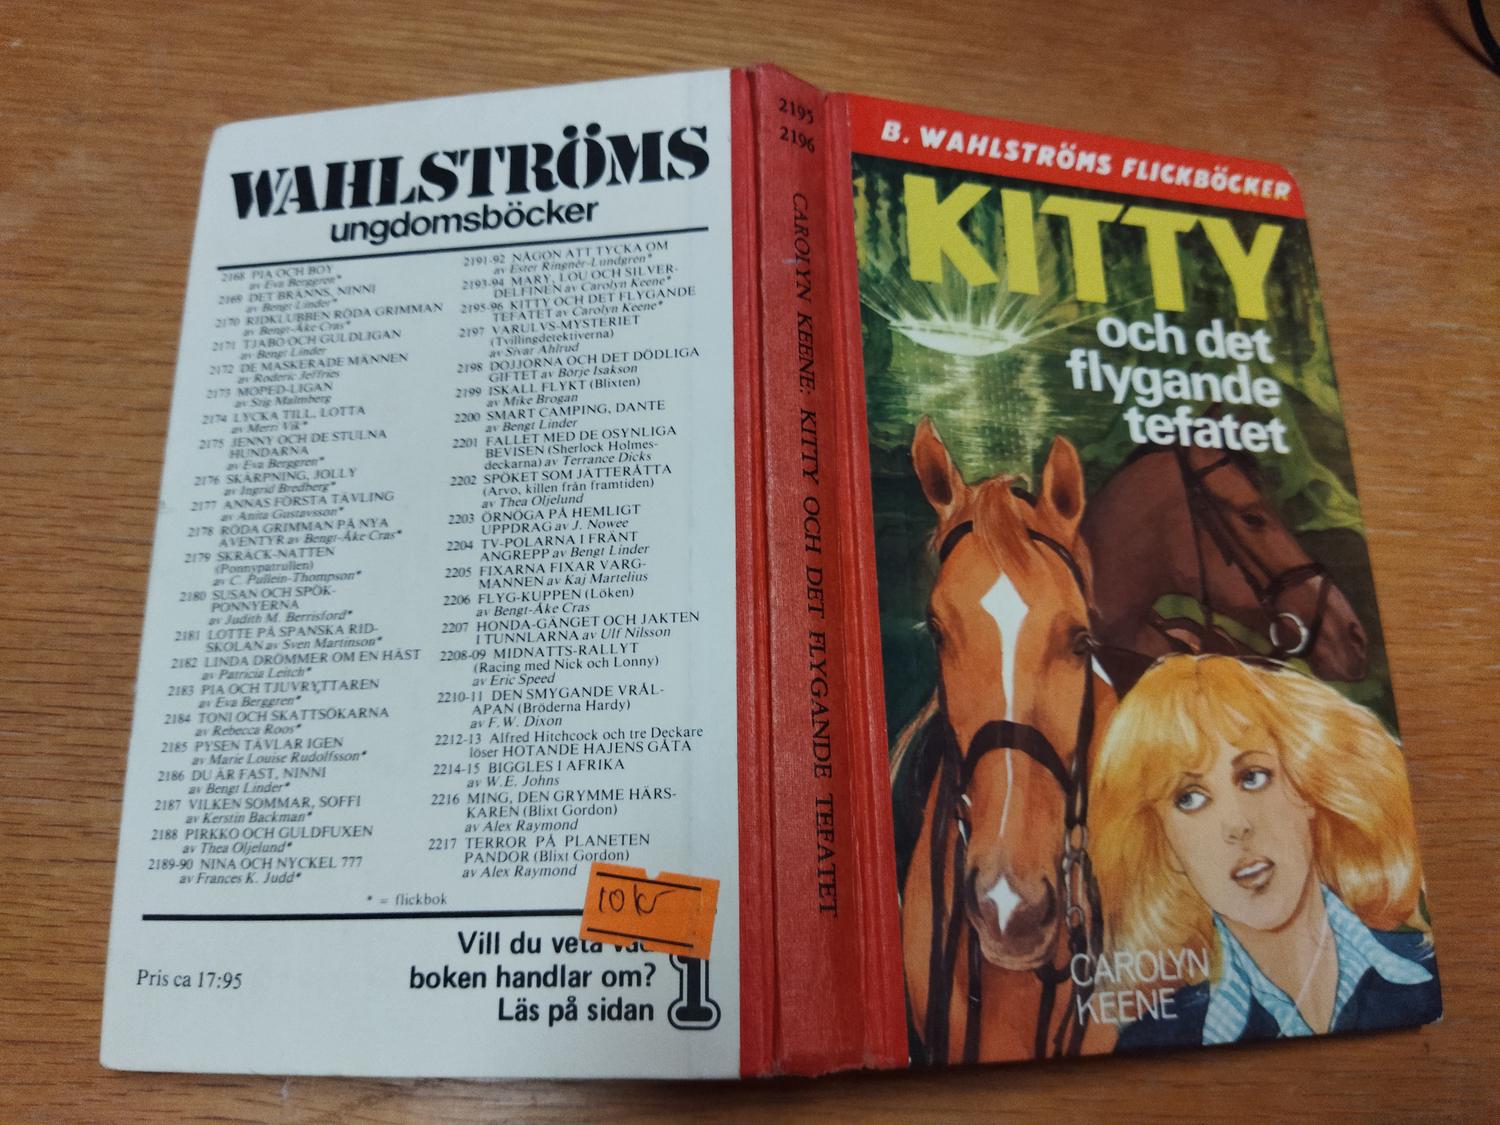 WAHLSTRÖMS
ungdomsböcker
2168 PIA OCH BOY
av Eva Berggren*
2169 DET BRÄNNS, NINNI
av Bengt Linder*
2170 RIDKLUBBEN RÖDA GRIMMAN
av Bengt-Åke Cras*
2171 TJABO OCH GULDLIGAN
av Bengt Linder
2172 DE MASKERADE MÄNNEN
av Roderic Jeffries
2173 MOPED-LIGAN
av Stig Malmberg
2174 LYCKA TILL, LOTTA
av Merri Vik*
2175 JENNY OCH DE STULNA
HUNDARNA
av Eva Berggren*
2176 SKÄRPNING, JOLLY
av Ingrid Bredberg*
2177 ANNAS FÖRSTA TÄVLING
av Anita Gustavsson*
2178 RÖDA GRIMMAN PÅ NYA
ÄVENTYR av Bengt-Åke Cras*
2179 SKRÄCK-NATTEN
(Ponnypatrullen)
av C. Pullein-Thompson*
2180 SUSAN OCH SPÖK-
PONNYERNA
av Judith M. Berrisford*
2181 LOTTE PÅ SPANSKA RID-
SKOLAN av Sven Martinson*
2182 LINDA DRÖMMER OM EN HÄST
av Patricia Leitch*
2183 PIA OCH TJUVRYTTAREN
av Eva Berggren*
2184 TONI OCH SKATTSÖKARNA
av Rebecca Roos*
2185 PYSEN TÄVLAR IGEN
av Marie Louise Rudolfsson*
2186 DU ÄR FAST, NINNI
av Bengt Linder*
2187 VILKEN SOMMAR, SOFFI
av Kerstin Backman*
2188 PIRKKO OCH GULDFUXEN
av Thea Oljelund*
2189-90 NINA OCH NYCKEL 777
av Frances K. Judd*
2191-92 NÅGON ATT TYCKA OM
av Ester Ringnér-Lundgren*
2193-94 MARY, LOU OCH SILVER-
DELFINEN av Carolyn Keene*
2195-96 KITTY OCH DET FLYGANDE
TEFATET av Carolyn Keene*
2197 VARULVS-MYSTERIET
(Tvillingdetektiverna)
av Sivar Ahlrud
2198 DOJJORNA OCH DET DÖDLIGA
GIFTET av Börje Isakson
2199 ISKALL FLYKT (Blixten)
av Mike Brogan
2200 SMART CAMPING, DANTE
av Bengt Linder
2201 FALLET MED DE OSYNLIGA
BEVISEN (Sherlock Holmes-
deckarna) av Terrance Dicks
2202 SPÖKET SOM JÄTTERÅTTA
(Arvo, killen från framtiden)
av Thea Oljelund
2203 ÖRNÖGA PÅ HEMLIGT
UPPDRAG av J. Nowee
2204 TV-POLARNA I FRÄNT
ANGREPP av Bengt Linder
2205 FIXARNA FIXAR VARG-
MANNEN av Kaj Martelius
2206 FLYG-KUPPEN (Löken)
av Bengt-Åke Cras
2207 HONDA-GÄNGET OCH JAKTEN
I TUNNLARNA av Ulf Nilsson
2208-09 MIDNATTS-RALLYT
(Racing med Nick och Lonny)
av Eric Speed
2210-11 DEN SMYGANDE VRÅL-
APAN (Bröderna Hardy)
av F.W. Dixon
2212-13 Alfred Hitchcock och tre Deckare
löser HOTANDE HAJENS GÅTA
2214-15 BIGGLES I AFRIKA
av W.E. Johns
2216 MING, DEN GRYMME HÄRS-
KAREN (Blixt Gordon)
av Alex Raymond
2217 TERROR PÅ PLANETEN
PANDOR (Blixt Gordon)
av Alex Raymond
* = flickbok
10 kr
Vill du veta vad
boken handlar om?
Läs på sidan 1
Pris ca 17:95
2195
2196
CAROLYN KEENE: KITTY OCH DET FLYGANDE TEFATET
B. WAHLSTRÖMS FLICKBÖCKER
KITTY
och det
flygande
tefatet
CAROLYN
KEENE